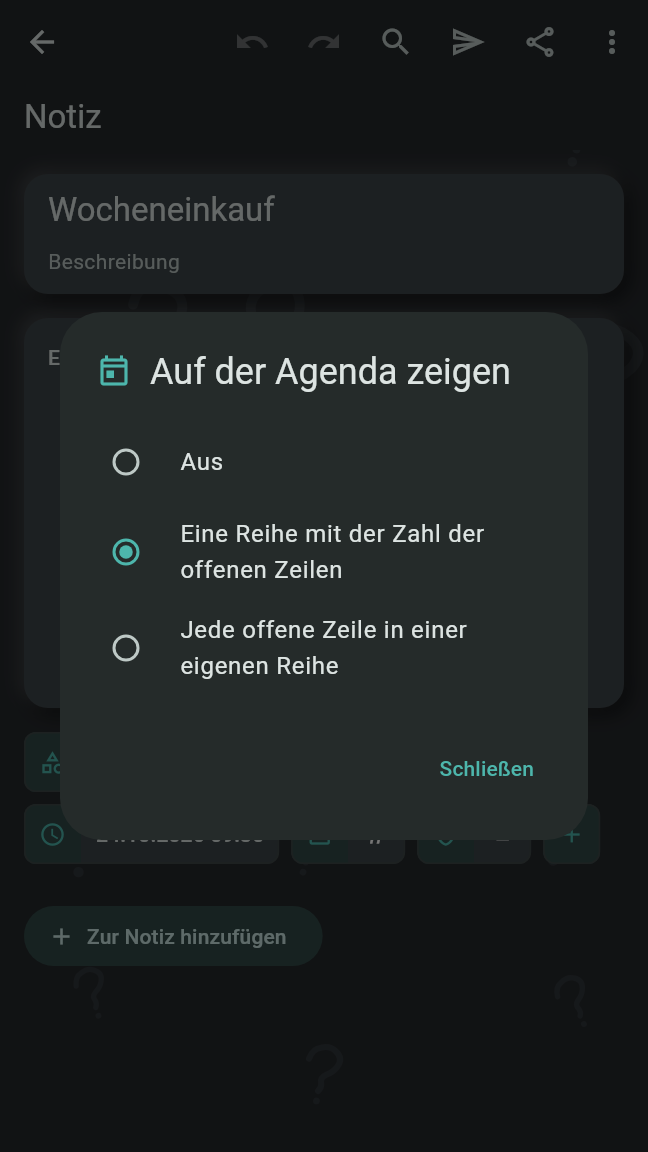 Notiz
Wocheneinkauf
Beschreibung
Auf der Agenda zeigen
Aus
Eine Reihe mit der Zahl der
offenen Zeilen
Jede offene Zeile in einer
eigenen Reihe
Schließen
Zur Notiz hinzufügen